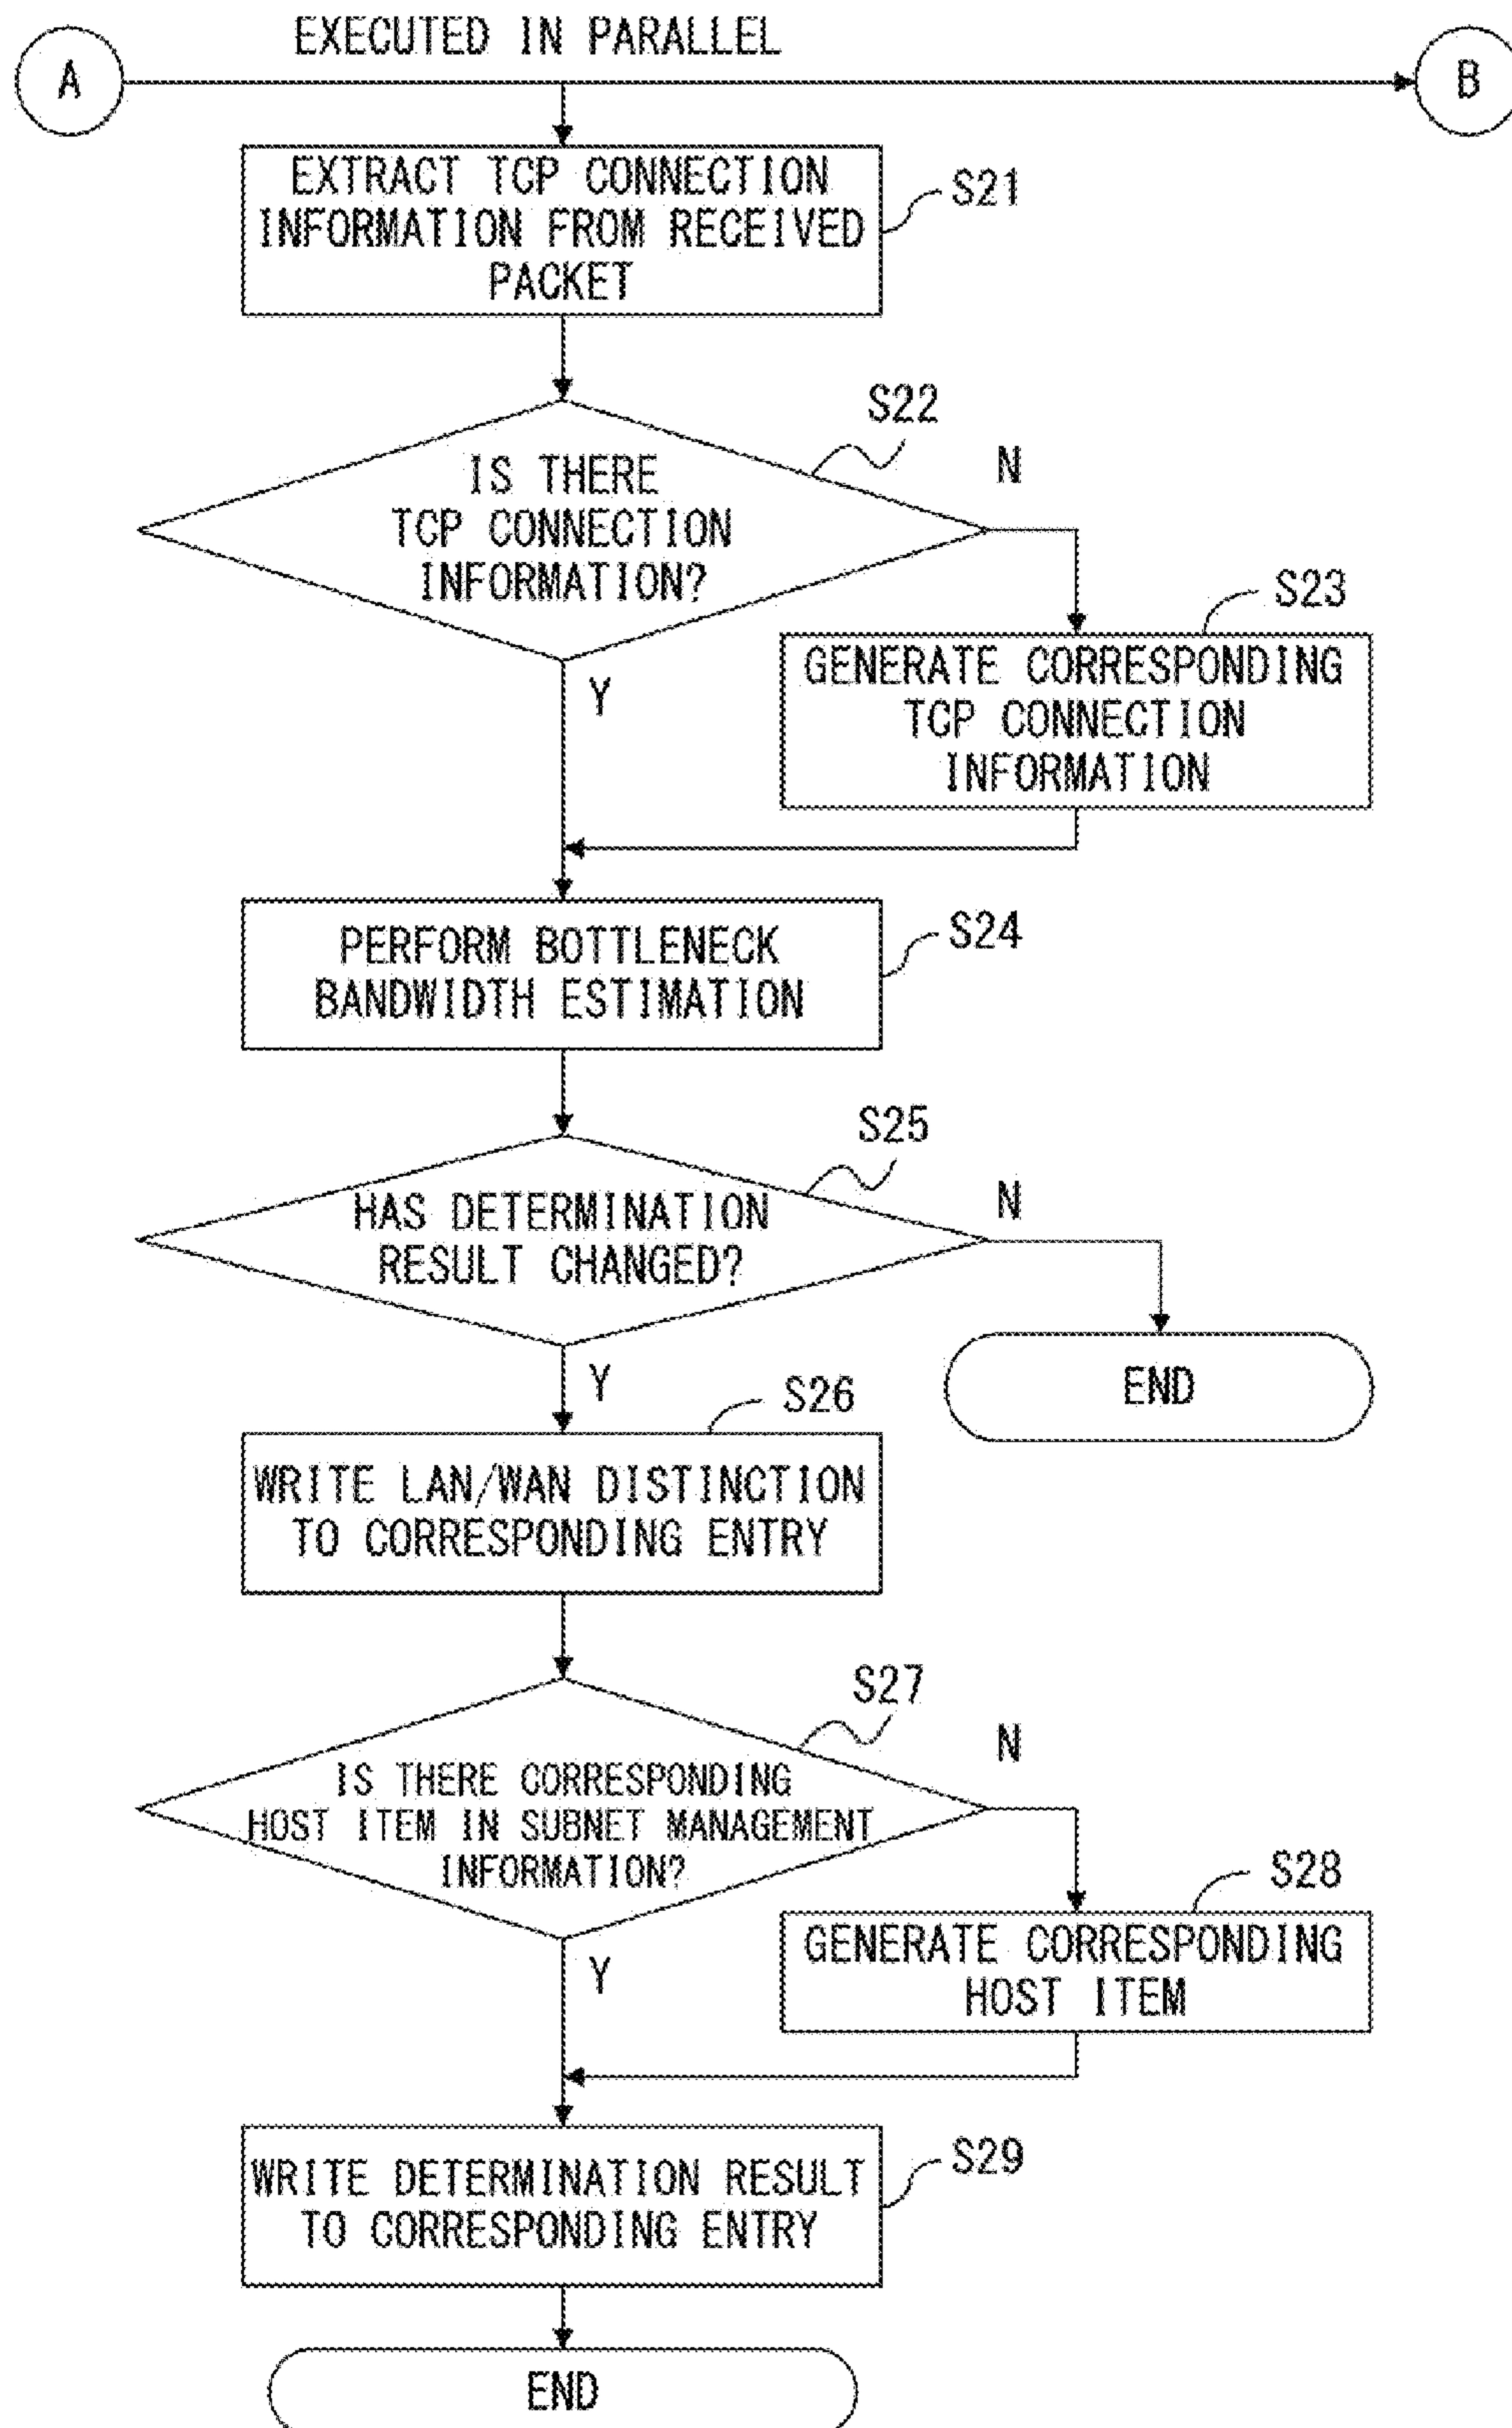 EXECUTED IN PARALLEL
A
B
EXTRACT TCP CONNECTION
INFORMATION FROM RECEIVED
PACKET
S21
S22
IS THERE
TCP CONNECTION
INFORMATION?
N
Y
S23
GENERATE CORRESPONDING
TCP CONNECTION
INFORMATION
PERFORM BOTTLENECK
BANDWIDTH ESTIMATION
S24
S25
HAS DETERMINATION
RESULT CHANGED?
N
END
Y
S26
WRITE LAN/WAN DISTINCTION
TO CORRESPONDING ENTRY
S27
IS THERE CORRESPONDING
HOST ITEM IN SUBNET MANAGEMENT
INFORMATION?
N
Y
S28
GENERATE CORRESPONDING
HOST ITEM
WRITE DETERMINATION RESULT
TO CORRESPONDING ENTRY
S29
END